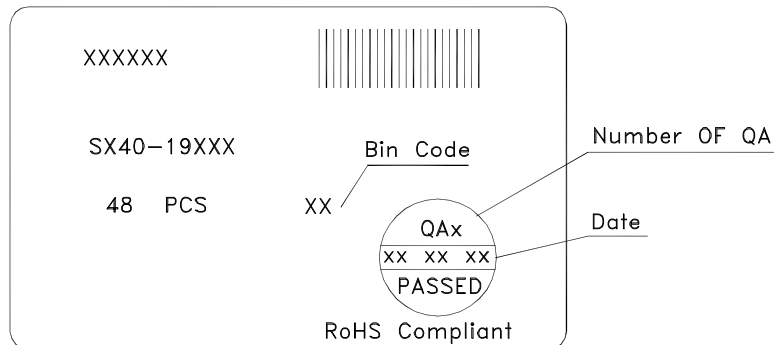 XXXXXX
SX40-19XXX
Bin Code
Number OF QA
48 PCS
XX
QAx
Date
XX XX XX
PASSED
RoHS Compliant